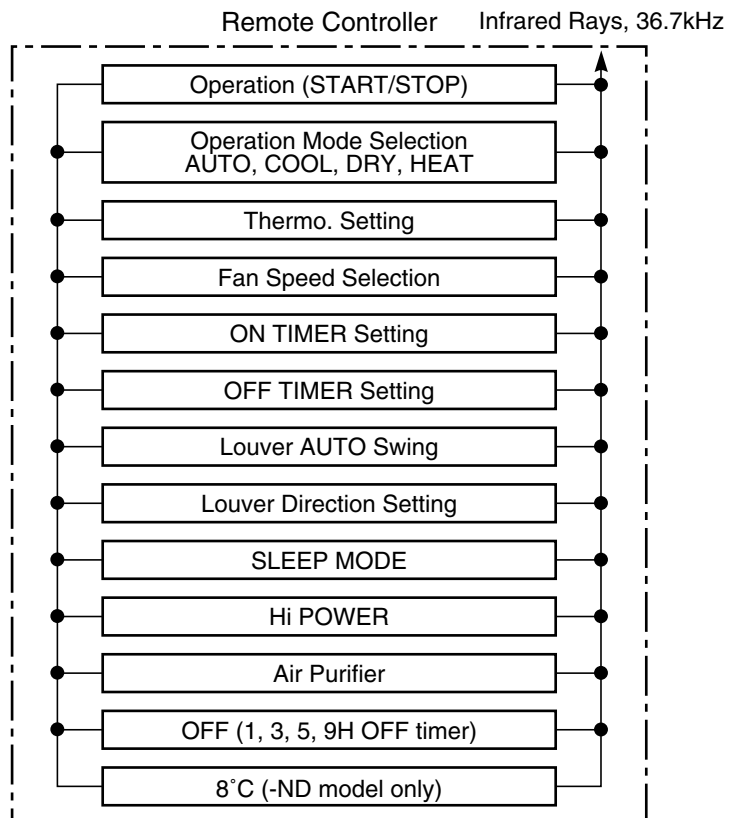 Remote Controller
Infrared Rays, 36.7kHz
Operation (START/STOP)
Operation Mode Selection
AUTO, COOL, DRY, HEAT
Thermo. Setting
Fan Speed Selection
ON TIMER Setting
OFF TIMER Setting
Louver AUTO Swing
Louver Direction Setting
SLEEP MODE
Hi POWER
Air Purifier
OFF (1, 3, 5, 9H OFF timer)
8˚C (-ND model only)